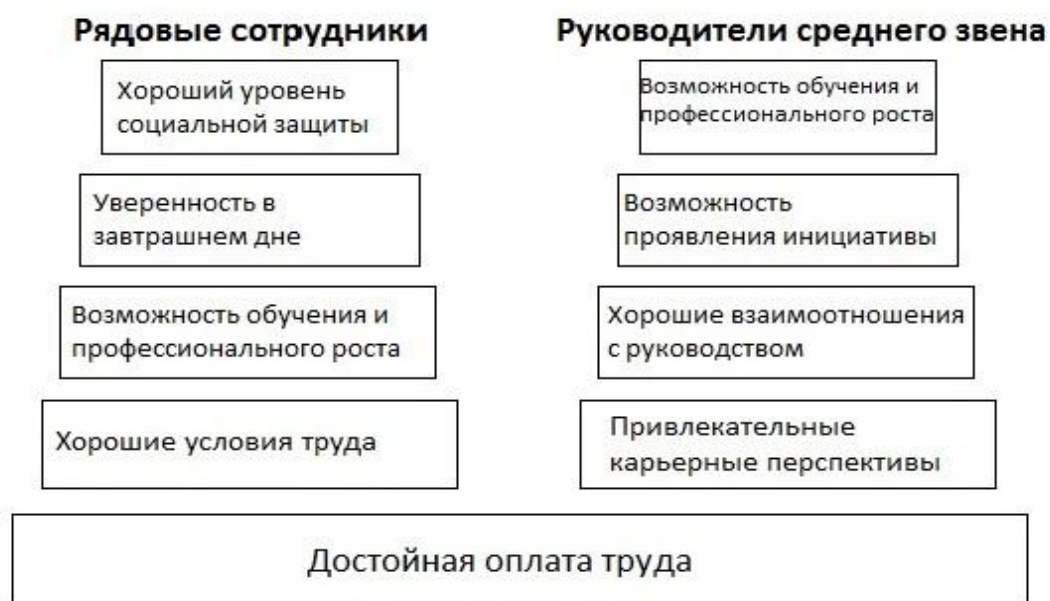 Рядовые сотрудники
Хороший уровень
социальной защиты
Уверенность в
завтрашнем дне
Возможность обучения и
профессионального роста
Хорошие условия труда
Руководители среднего звена
Возможность обучения и
профессионального роста
Возможность
проявления инициативы
Хорошие взаимоотношения
с руководством
Привлекательные
карьерные перспективы
Достойная оплата труда